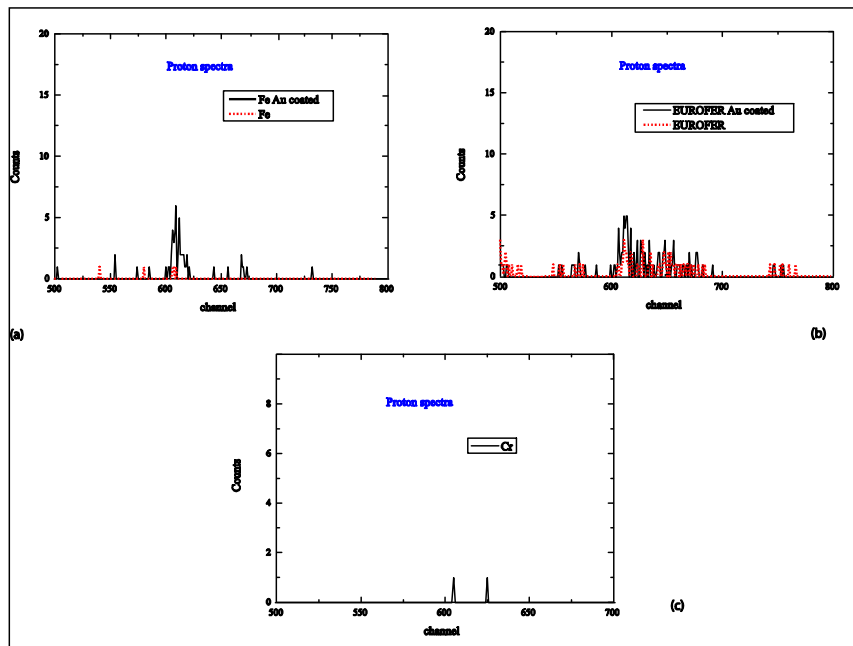 20
15
10
5
0
Counts
Proton spectra
Fe Au coated
Fe
500
550
600
650
700
750
800
channel
(a)
20
15
10
5
0
Counts
Proton spectra
EUROFER Au coated
EUROFER
500
600
700
800
channel
(b)
8
6
4
2
0
Counts
Proton spectra
Cr
500
550
600
650
700
channel
(c)